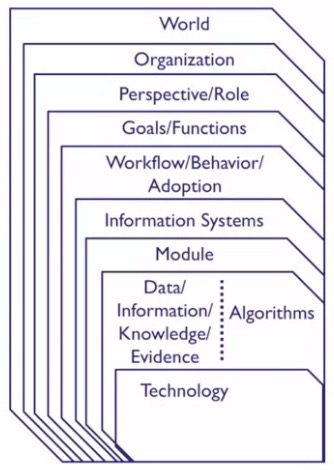 World
Organization
Perspective/Role
Goals/Functions
Workflow/Behavior/
Adoption
Information Systems
Module
Data/
Information/
Knowledge/
Evidence
Algorithms
Technology